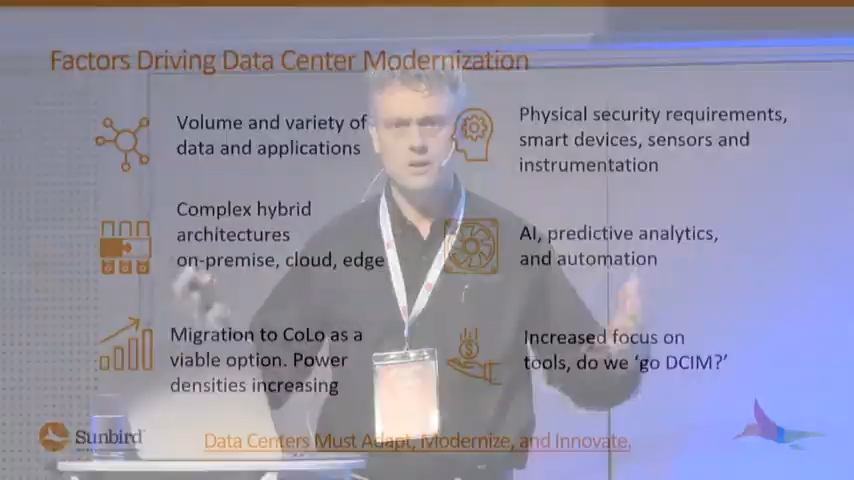 Factors Driving Data Center Modernization
Volume and variety of
data and applications
Physical security requirements,
smart devices, sensors and
instrumentation
Complex hybrid
architectures
on-premise, cloud, edge
AI, predictive analytics,
and automation
Migration to CoLo as a
viable option. Power
densities increasing
Increased focus on
tools, do we ‘go DCIM?’
Sunbird
Data Centers Must Adapt, Modernize, and Innovate.